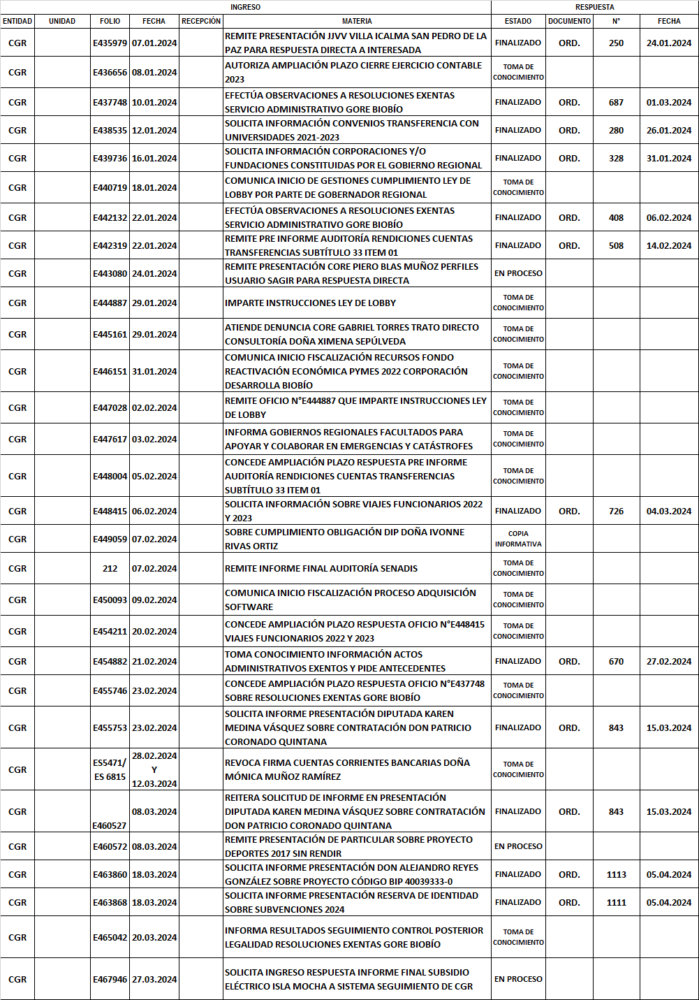 INGRESO RESPUESTA
ENTIDAD UNIDAD FOLIO FECHA RECEPCIÓN MATERIA ESTADO DOCUMENTO N° FECHA
CGR E435979 07.01.2024 REMITE PRESENTACIÓN JJVV VILLA ICALMA SAN PEDRO DE LA
PAZ PARA RESPUESTA DIRECTA A INTERESADA FINALIZADO ORD. 250 24.01.2024
CGR E436656 08.01.2024 AUTORIZA AMPLIACIÓN PLAZO CIERRE EJERCICIO CONTABLE
2023 TOMA DE
CONOCIMIENTO
CGR E437748 10.01.2024 EFECTÚA OBSERVACIONES A RESOLUCIONES EXENTAS
SERVICIO ADMINISTRATIVO GORE BIOBÍO FINALIZADO ORD. 687 01.03.2024
CGR E438535 12.01.2024 SOLICITA INFORMACIÓN CONVENIOS TRANSFERENCIA CON
UNIVERSIDADES 2021-2023 FINALIZADO ORD. 280 26.01.2024
CGR E439736 16.01.2024 SOLICITA INFORMACIÓN CORPORACIONES Y/O
FUNDACIONES CONSTITUIDAS POR EL GOBIERNO REGIONAL FINALIZADO ORD. 328 31.01.2024
CGR E440719 18.01.2024 COMUNICA INICIO DE GESTIONES CUMPLIMIENTO LEY DE
LOBBY POR PARTE DE GOBERNADOR REGIONAL TOMA DE
CONOCIMIENTO
CGR E442132 22.01.2024 EFECTÚA OBSERVACIONES A RESOLUCIONES EXENTAS
SERVICIO ADMINISTRATIVO GORE BIOBÍO FINALIZADO ORD. 408 06.02.2024
CGR E442319 22.01.2024 REMITE PRE INFORME AUDITORÍA RENDICIONES CUENTAS
TRANSFERENCIAS SUBTÍTULO 33 ITEM 01 FINALIZADO ORD. 508 14.02.2024
CGR E443080 24.01.2024 REMITE PRESENTACIÓN CORE PIERO BLAS MUÑOZ PERFILES
USUARIO SAGIR PARA RESPUESTA DIRECTA EN PROCESO
CGR E444887 29.01.2024 IMPARTE INSTRUCCIONES LEY DE LOBBY TOMA DE
CONOCIMIENTO
CGR E445161 29.01.2024 ATIENDE DENUNCIA CORE GABRIEL TORRES TRATO DIRECTO
CONSULTORÍA DOÑA XIMENA SEPÚLVEDA TOMA DE
CONOCIMIENTO
CGR E446151 31.01.2024 COMUNICA INICIO FISCALIZACIÓN RECURSOS FONDO
REACTIVACIÓN ECONÓMICA PYMES 2022 CORPORACIÓN
DESARROLLA BIOBÍO TOMA DE
CONOCIMIENTO
CGR E447028 02.02.2024 REMITE OFICIO N°E444887 QUE IMPARTE INSTRUCCIONES LEY
DE LOBBY TOMA DE
CONOCIMIENTO
CGR E447617 03.02.2024 INFORMA GOBIERNOS REGIONALES FACULTADOS PARA
APOYAR Y COLABORAR EN EMERGENCIAS Y CATÁSTROFES TOMA DE
CONOCIMIENTO
CGR E448004 05.02.2024 CONCEDE AMPLIACIÓN PLAZO RESPUESTA PRE INFORME
AUDITORÍA RENDICIONES CUENTAS TRANSFERENCIAS
SUBTÍTULO 33 ITEM 01 TOMA DE
CONOCIMIENTO
CGR E448415 06.02.2024 SOLICITA INFORMACIÓN SOBRE VIAJES FUNCIONARIOS 2022
Y 2023 FINALIZADO ORD. 726 04.03.2024
CGR E449059 07.02.2024 SOBRE CUMPLIMIENTO OBLIGACIÓN DIP DOÑA IVONNE
RIVAS ORTIZ COPIA
INFORMATIVA
CGR 212 07.02.2024 REMITE INFORME FINAL AUDITORÍA SENADIS TOMA DE
CONOCIMIENTO
CGR E450093 09.02.2024 COMUNICA INICIO FISCALIZACIÓN PROCESO ADQUISICIÓN
SOFTWARE TOMA DE
CONOCIMIENTO
CGR E454211 20.02.2024 CONCEDE AMPLIACIÓN PLAZO RESPUESTA OFICIO N°E448415
VIAJES FUNCIONARIOS 2022 Y 2023 TOMA DE
CONOCIMIENTO
CGR E454882 21.02.2024 TOMA CONOCIMIENTO INFORMACIÓN ACTOS
ADMINISTRATIVOS EXENTOS Y PIDE ANTECEDENTES FINALIZADO ORD. 670 27.02.2024
CGR E455746 23.02.2024 CONCEDE AMPLIACIÓN PLAZO RESPUESTA OFICIO N°E437748
SOBRE RESOLUCIONES EXENTAS GORE BIOBÍO TOMA DE
CONOCIMIENTO
CGR E455753 23.02.2024 SOLICITA INFORME PRESENTACIÓN DIPUTADA KAREN
MEDINA VÁSQUEZ SOBRE CONTRATACIÓN DON PATRICIO
CORONADO QUINTANA FINALIZADO ORD. 843 15.03.2024
CGR ES5471/
ES 6815 28.02.2024
Y
12.03.2024 REVOCA FIRMA CUENTAS CORRIENTES BANCARIAS DOÑA
MÓNICA MUÑOZ RAMÍREZ TOMA DE
CONOCIMIENTO
CGR E460527 08.03.2024 REITERA SOLICITUD DE INFORME EN PRESENTACIÓN
DIPUTADA KAREN MEDINA VÁSQUEZ SOBRE CONTRATACIÓN
DON PATRICIO CORONADO QUINTANA FINALIZADO ORD. 843 15.03.2024
CGR E460572 08.03.2024 REMITE PRESENTACIÓN DE PARTICULAR SOBRE PROYECTO
DEPORTES 2017 SIN RENDIR EN PROCESO
CGR E463860 18.03.2024 SOLICITA INFORME PRESENTACIÓN DON ALEJANDRO REYES
GONZÁLEZ SOBRE PROYECTO CÓDIGO BIP 40039333-0 FINALIZADO ORD. 1113 05.04.2024
CGR E463868 18.03.2024 SOLICITA INFORME PRESENTACIÓN RESERVA DE IDENTIDAD
SOBRE SUBVENCIONES 2024 FINALIZADO ORD. 1111 05.04.2024
CGR E465042 20.03.2024 INFORMA RESULTADOS SEGUIMIENTO CONTROL POSTERIOR
LEGALIDAD RESOLUCIONES EXENTAS GORE BIOBÍO TOMA DE
CONOCIMIENTO
CGR E467946 27.03.2024 SOLICITA INGRESO RESPUESTA INFORME FINAL SUBSIDIO
ELÉCTRICO ISLA MOCHA A SISTEMA SEGUIMIENTO DE CGR EN PROCESO